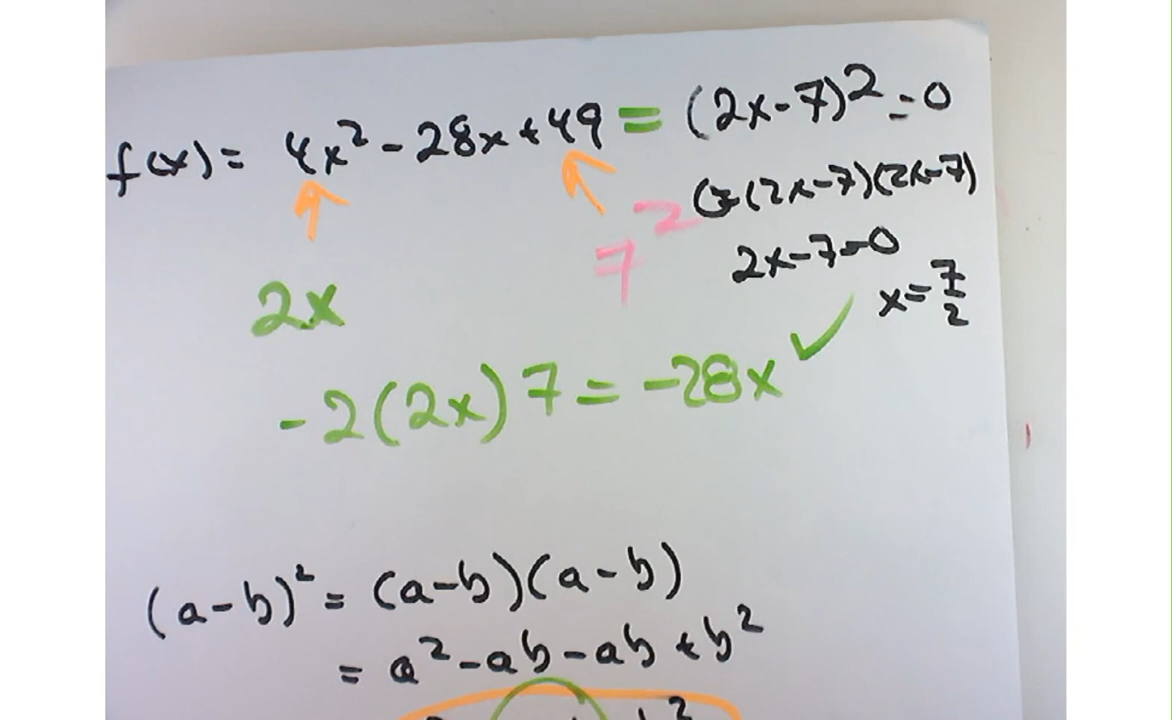 f(x) = 4x² - 28x + 49 = (2x-7)² = 0
= (2x-7)(2x-7)
7²
2x-7=0
2x
x = 7/2
-2(2x)7 = -28x ✓
(a-b)² = (a-b)(a-b)
= a² - ab - ab + b²